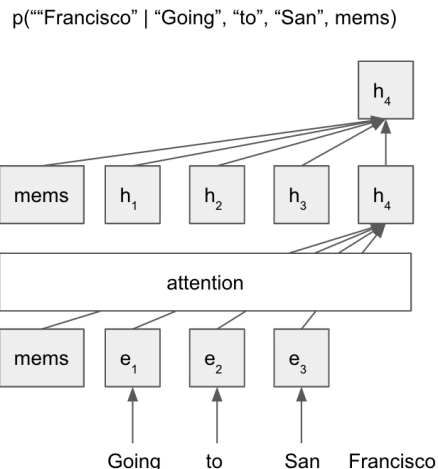 p(““Francisco” | “Going”, “to”, “San”, mems)
h4
mems h1 h2 h3 h4
attention
mems e1 e2 e3
Going to San Francisco